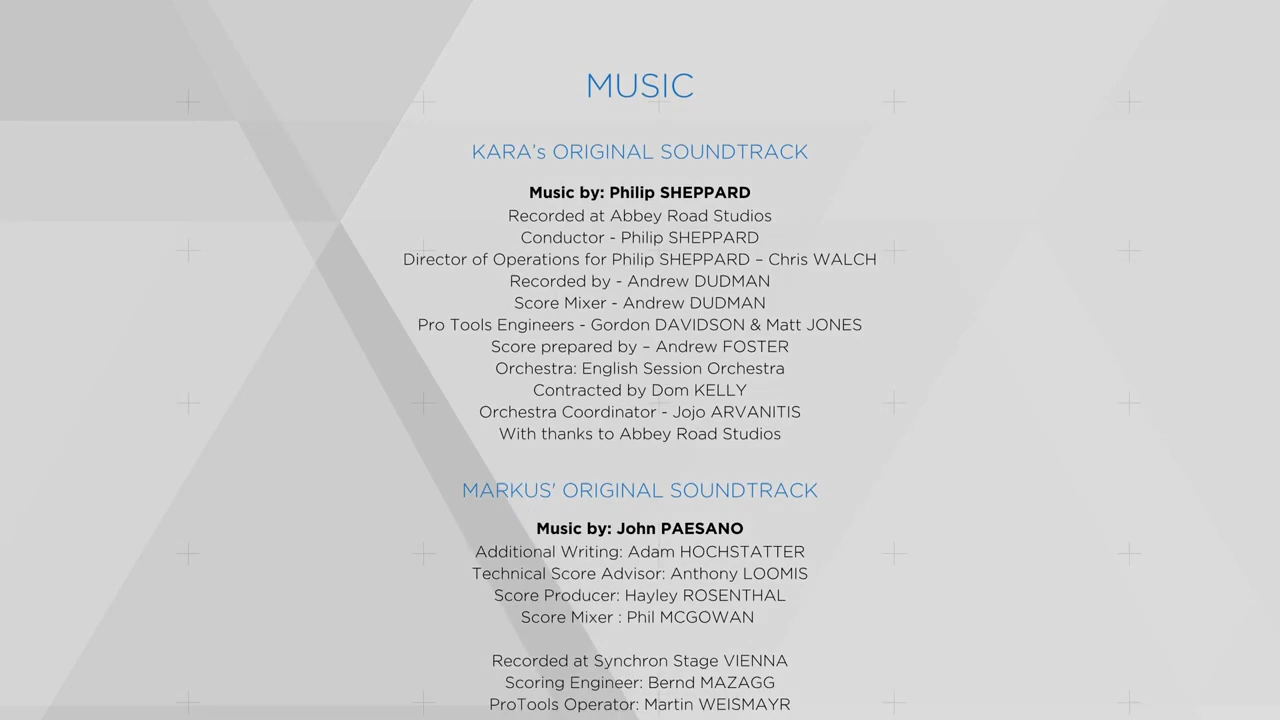 MUSIC
KARA’s ORIGINAL SOUNDTRACK
Music by: Philip SHEPPARD
Recorded at Abbey Road Studios
Conductor - Philip SHEPPARD
Director of Operations for Philip SHEPPARD – Chris WALCH
Recorded by - Andrew DUDMAN
Score Mixer - Andrew DUDMAN
Pro Tools Engineers - Gordon DAVIDSON & Matt JONES
Score prepared by – Andrew FOSTER
Orchestra: English Session Orchestra
Contracted by Dom KELLY
Orchestra Coordinator - Jojo ARVANITIS
With thanks to Abbey Road Studios
MARKUS' ORIGINAL SOUNDTRACK
Music by: John PAESANO
Additional Writing: Adam HOCHSTATTER
Technical Score Advisor: Anthony LOOMIS
Score Producer: Hayley ROSENTHAL
Score Mixer : Phil MCGOWAN
Recorded at Synchron Stage VIENNA
Scoring Engineer: Bernd MAZAGG
ProTools Operator: Martin WEISMAYR